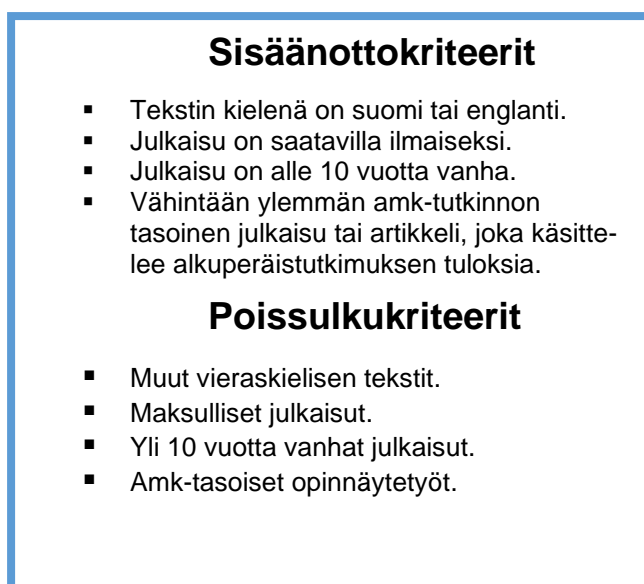 Sisäänottokriteerit
▪ Tekstin kielenä on suomi tai englanti.
▪ Julkaisu on saatavilla ilmaiseksi.
▪ Julkaisu on alle 10 vuotta vanha.
▪ Vähintään ylemmän amk-tutkinnon
tasoinen julkaisu tai artikkeli, joka käsitte-
lee alkuperäistutkimuksen tuloksia.
Poissulkukriteerit
▪ Muut vieraskielisen tekstit.
▪ Maksulliset julkaisut.
▪ Yli 10 vuotta vanhat julkaisut.
▪ Amk-tasoiset opinnäytetyöt.